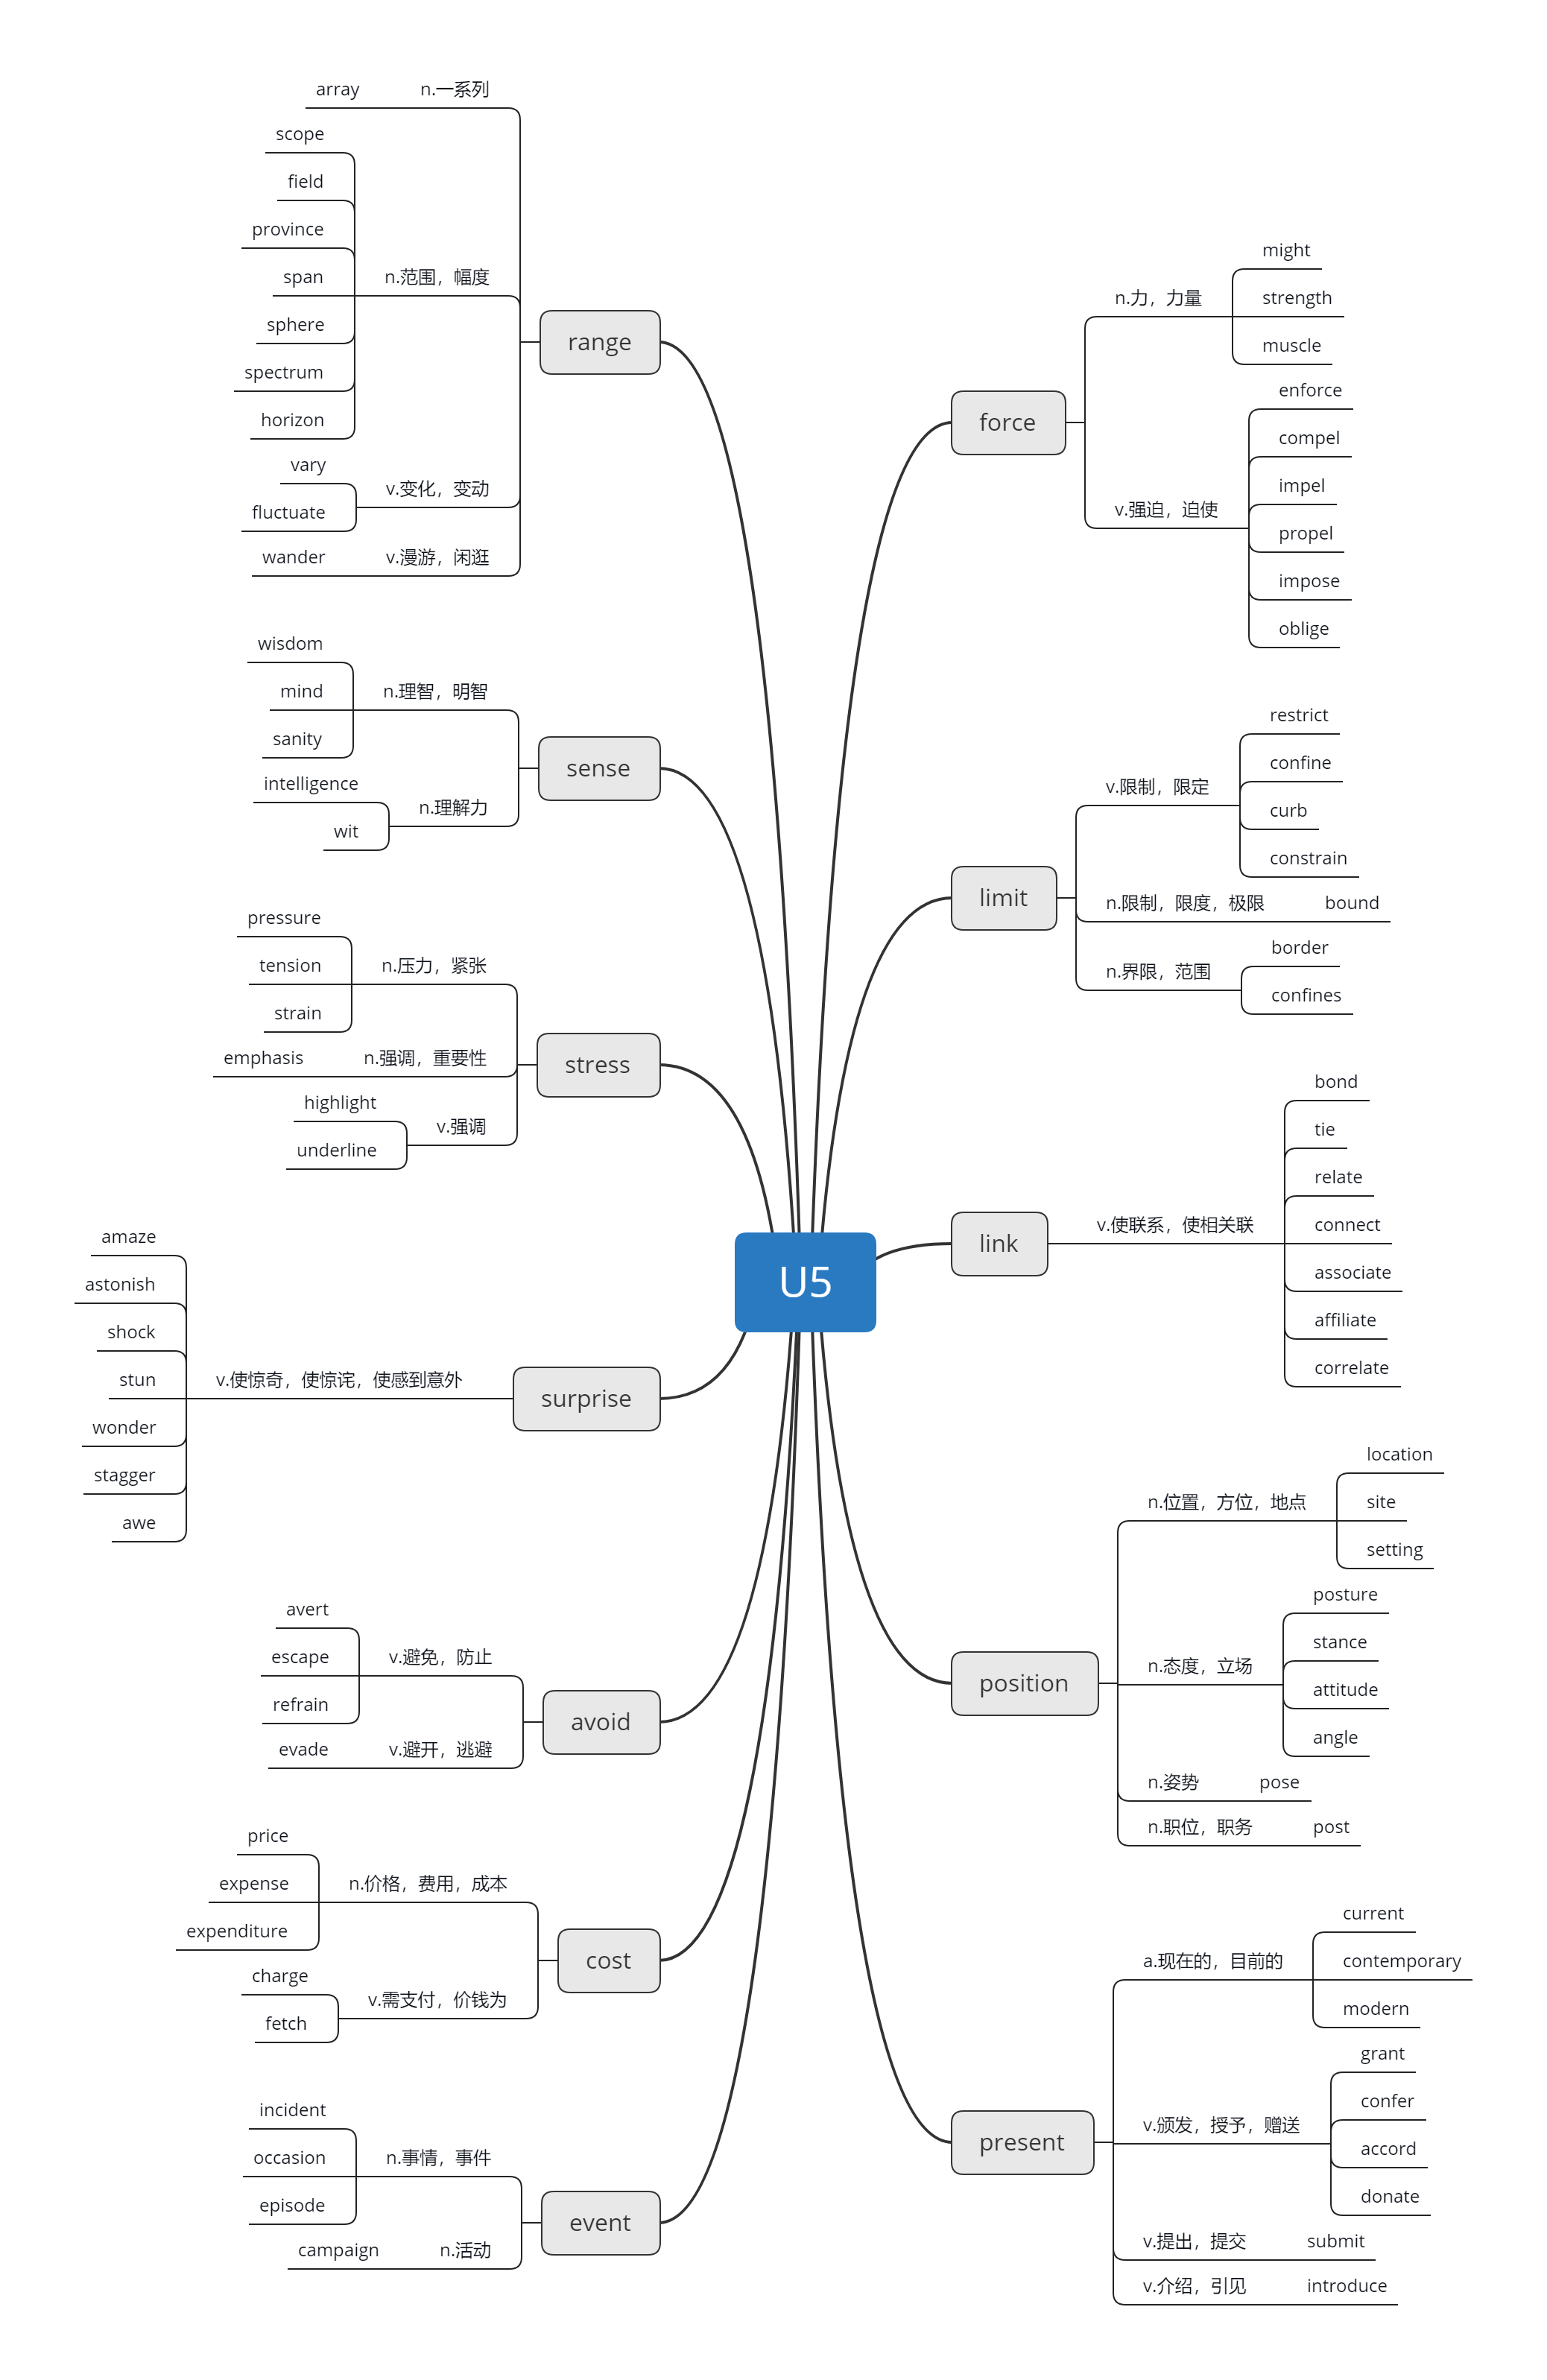 U5
force
n.力，力量
might
strength
muscle
v.强迫，迫使
enforce
compel
impel
propel
impose
oblige
limit
v.限制，限定
restrict
confine
curb
constrain
n.限制，限度，极限
bound
n.界限，范围
border
confines
link
v.使联系，使相关联
bond
tie
relate
connect
associate
affiliate
correlate
position
n.位置，方位，地点
location
site
setting
n.态度，立场
posture
stance
attitude
angle
n.姿势
pose
n.职位，职务
post
present
a.现在的，目前的
current
contemporary
modern
v.颁发，授予，赠送
grant
confer
accord
donate
v.提出，提交
submit
v.介绍，引见
introduce
range
n.一系列
array
n.范围，幅度
scope
field
province
span
sphere
spectrum
horizon
v.变化，变动
vary
fluctuate
v.漫游，闲逛
wander
sense
n.理智，明智
wisdom
mind
sanity
n.理解力
intelligence
wit
stress
n.压力，紧张
pressure
tension
strain
n.强调，重要性
emphasis
v.强调
highlight
underline
surprise
v.使惊奇，使惊诧，使感到意外
amaze
astonish
shock
stun
wonder
stagger
awe
avoid
v.避免，防止
avert
escape
refrain
v.避开，逃避
evade
cost
n.价格，费用，成本
price
expense
expenditure
v.需支付，价钱为
charge
fetch
event
n.事情，事件
incident
occasion
episode
n.活动
campaign